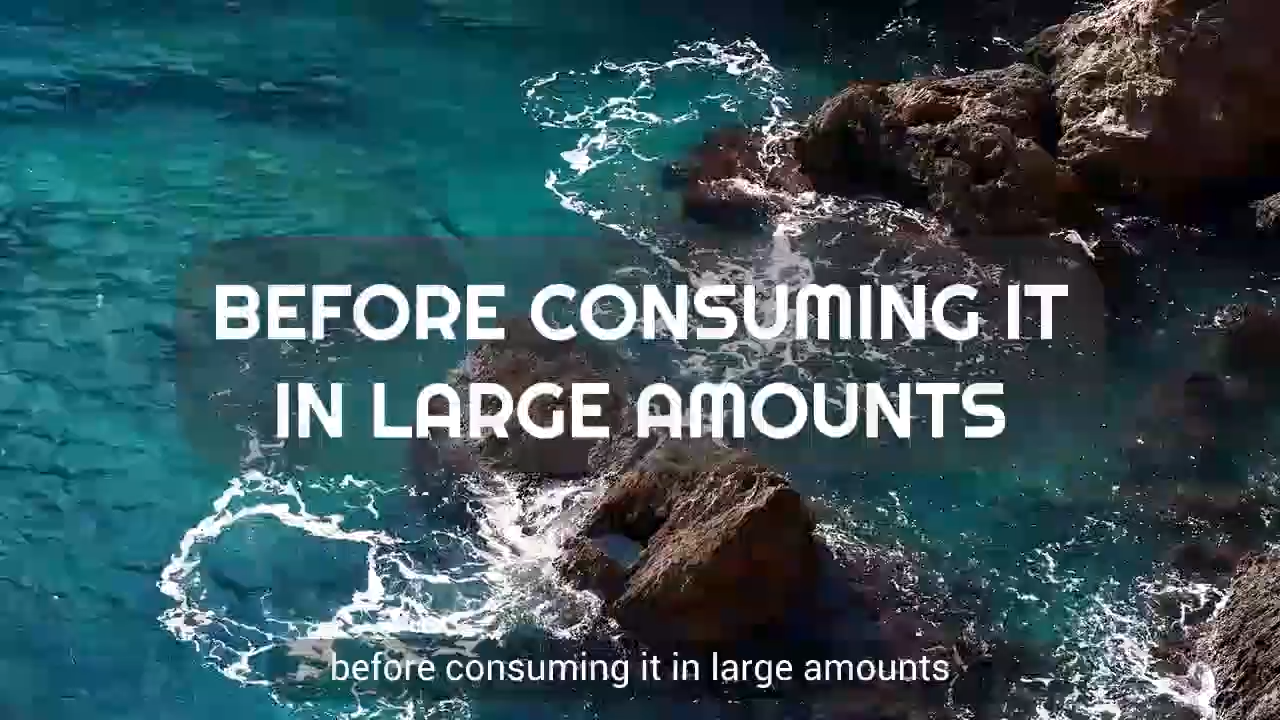 BEFORE CONSUMING IT
IN LARGE AMOUNTS
before consuming it in large amounts